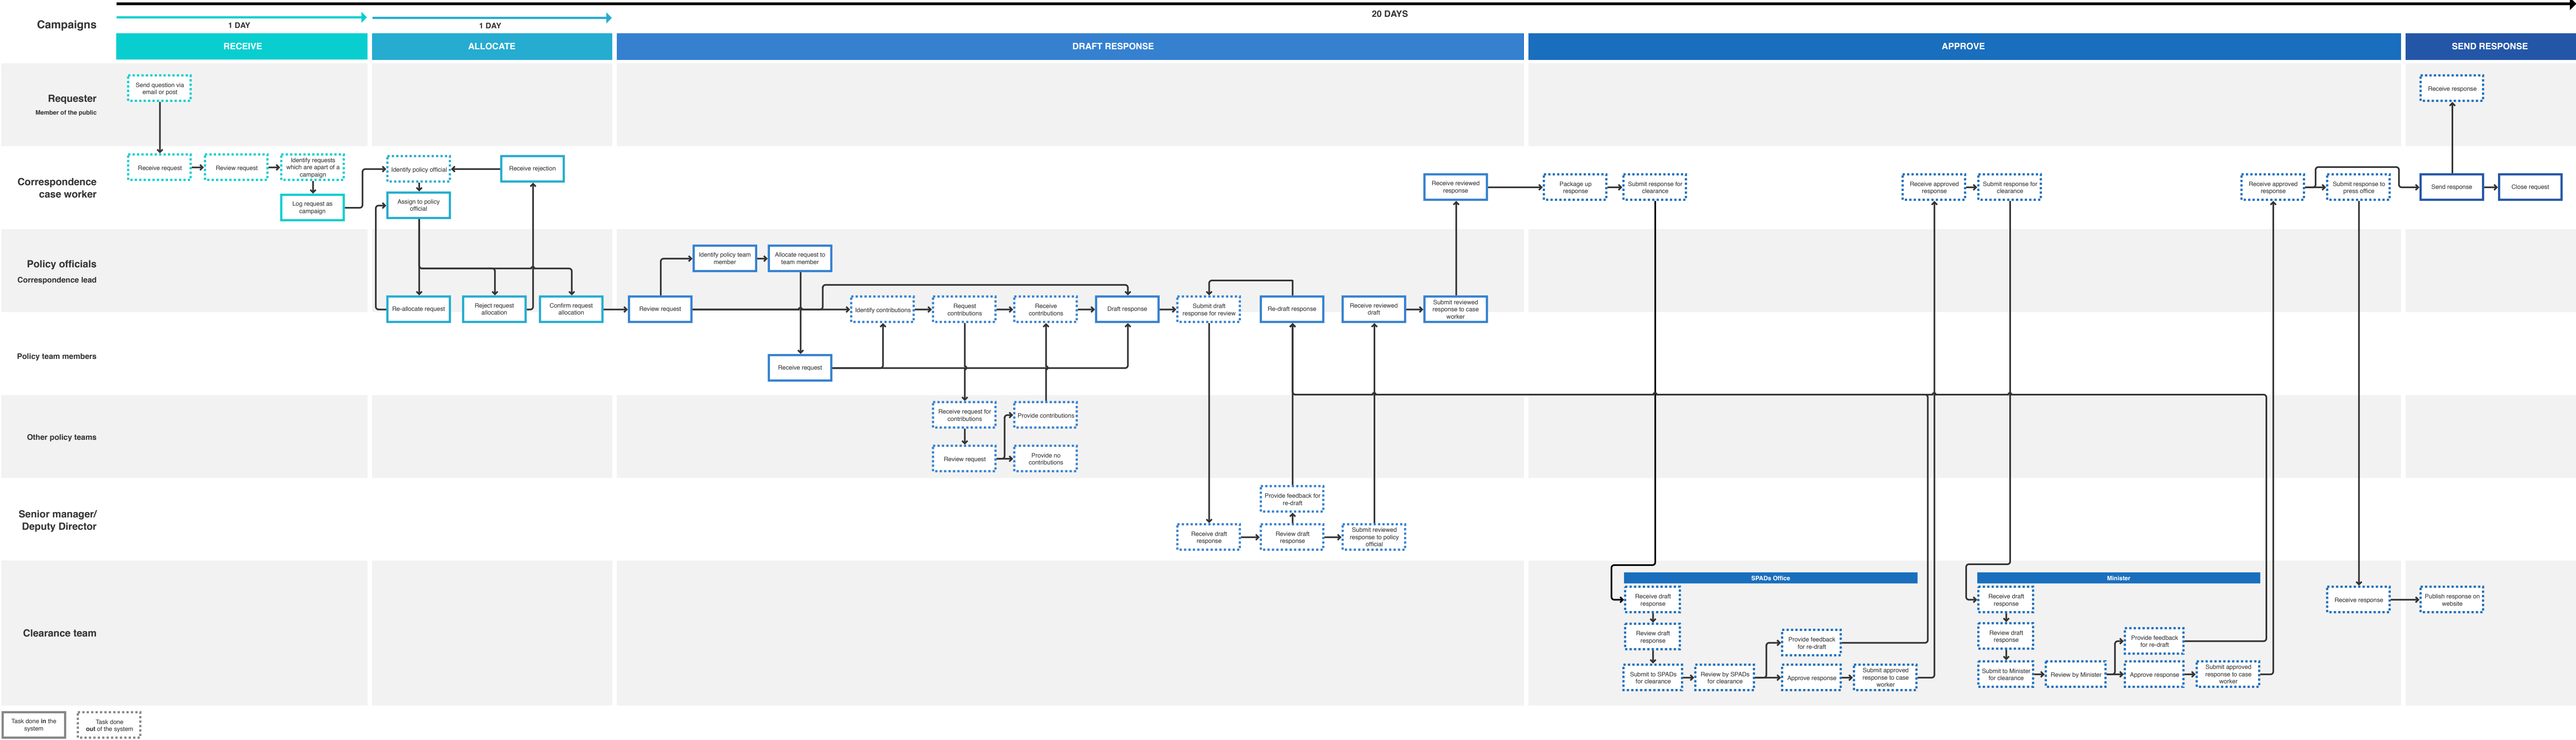 Campaigns
1 DAY
1 DAY
20 DAYS
RECEIVE
ALLOCATE
DRAFT RESPONSE
APPROVE
SEND RESPONSE
Requester
Member of the public
Send question via
email or post
Receive response
Correspondence
case worker
Receive request
Review request
Identify requests
which are apart of a
campaign
Log request as
campaign
Identify policy official
Receive rejection
Assign to policy
official
Receive reviewed
response
Package up
response
Submit response for
clearance
Receive approved
response
Submit response for
clearance
Receive approved
response
Submit response to
press office
Send response
Close request
Policy officials
Correspondence lead
Identify policy team
member
Allocate request to
team member
Re-allocate request
Reject request
allocation
Confirm request
allocation
Review request
Identify contributions
Request
contributions
Receive
contributions
Draft response
Submit draft
response for review
Re-draft response
Receive reviewed
draft
Submit reviewed
response to case
worker
Policy team members
Receive request
Other policy teams
Receive request for
contributions
Provide contributions
Review request
Provide no
contributions
Senior manager/
Deputy Director
Provide feedback for
re-draft
Receive draft
response
Review draft
response
Submit reviewed
response to policy
official
Clearance team
SPADs Office
Receive draft
response
Review draft
response
Submit to SPADs
for clearance
Review by SPADs
for clearance
Provide feedback
for re-draft
Approve response
Submit approved
response to case
worker
Minister
Receive draft
response
Review draft
response
Submit to Minister
for clearance
Review by Minister
Provide feedback
for re-draft
Approve response
Submit approved
response to case
worker
Receive response
Publish response on
website
Task done in the
system
Task done
out of the system